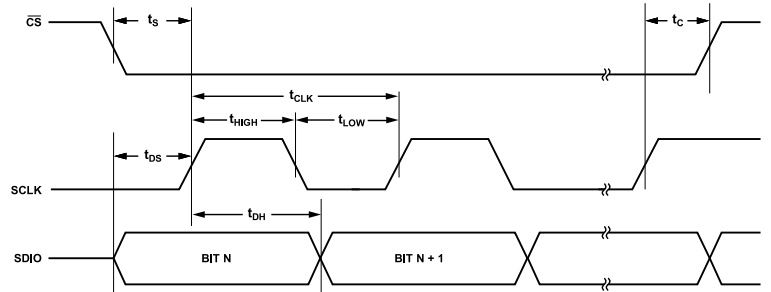 CS
tS
tC
tCLK
tHIGH
tLOW
tDS
SCLK
tDH
SDIO
BIT N
BIT N + 1